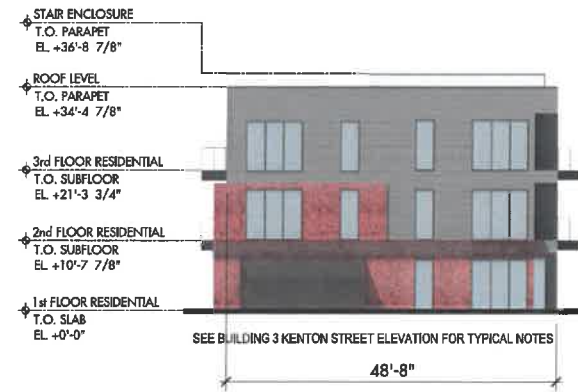 STAIR ENCLOSURE
T.O. PARAPET
EL. +36'-8 7/8"
ROOF LEVEL
T.O. PARAPET
EL. +34'-4 7/8"
3rd FLOOR RESIDENTIAL
T.O. SUBFLOOR
EL. +21'-3 3/4"
2nd FLOOR RESIDENTIAL
T.O. SUBFLOOR
EL. +10'-7 7/8"
1st FLOOR RESIDENTIAL
T.O. SLAB
EL. +0'-0"
SEE BUILDING 3 KENTON STREET ELEVATION FOR TYPICAL NOTES
48'-8"